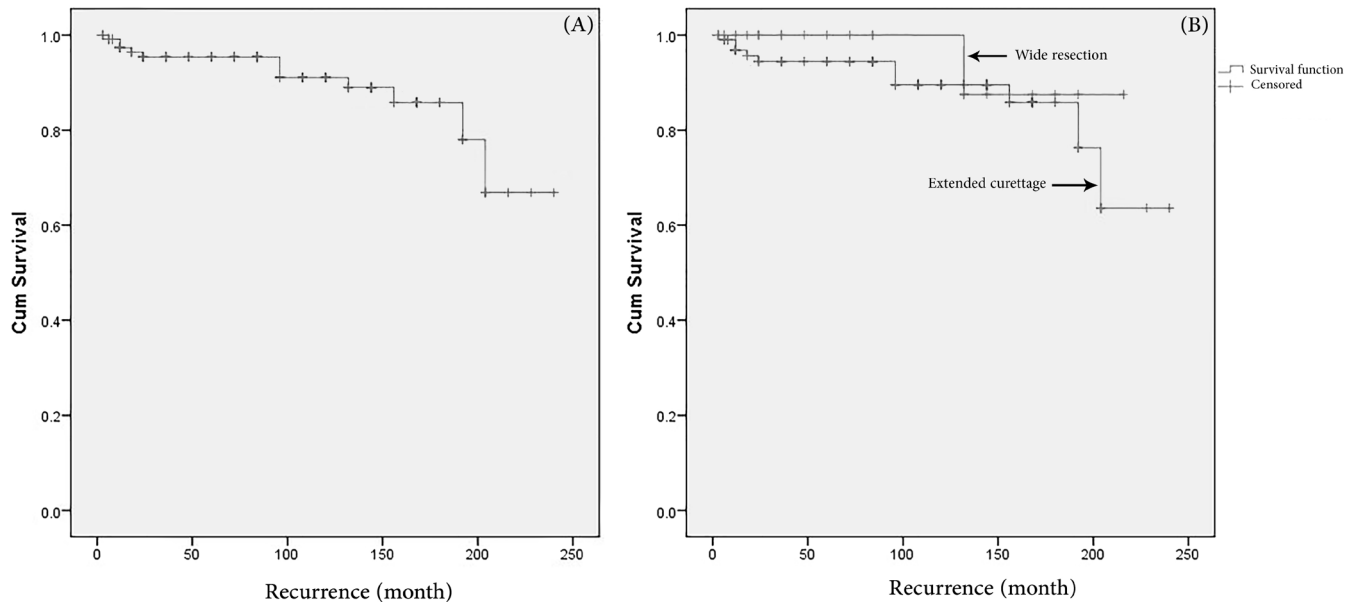 (A)
1.0
0.8
0.6
0.4
0.2
0.0
Cum Survival
0 50 100 150 200 250
Recurrence (month)
(B)
1.0
0.8
0.6
0.4
0.2
0.0
Cum Survival
Wide resection
Extended curettage
0 50 100 150 200 250
Recurrence (month)
Survival function
Censored